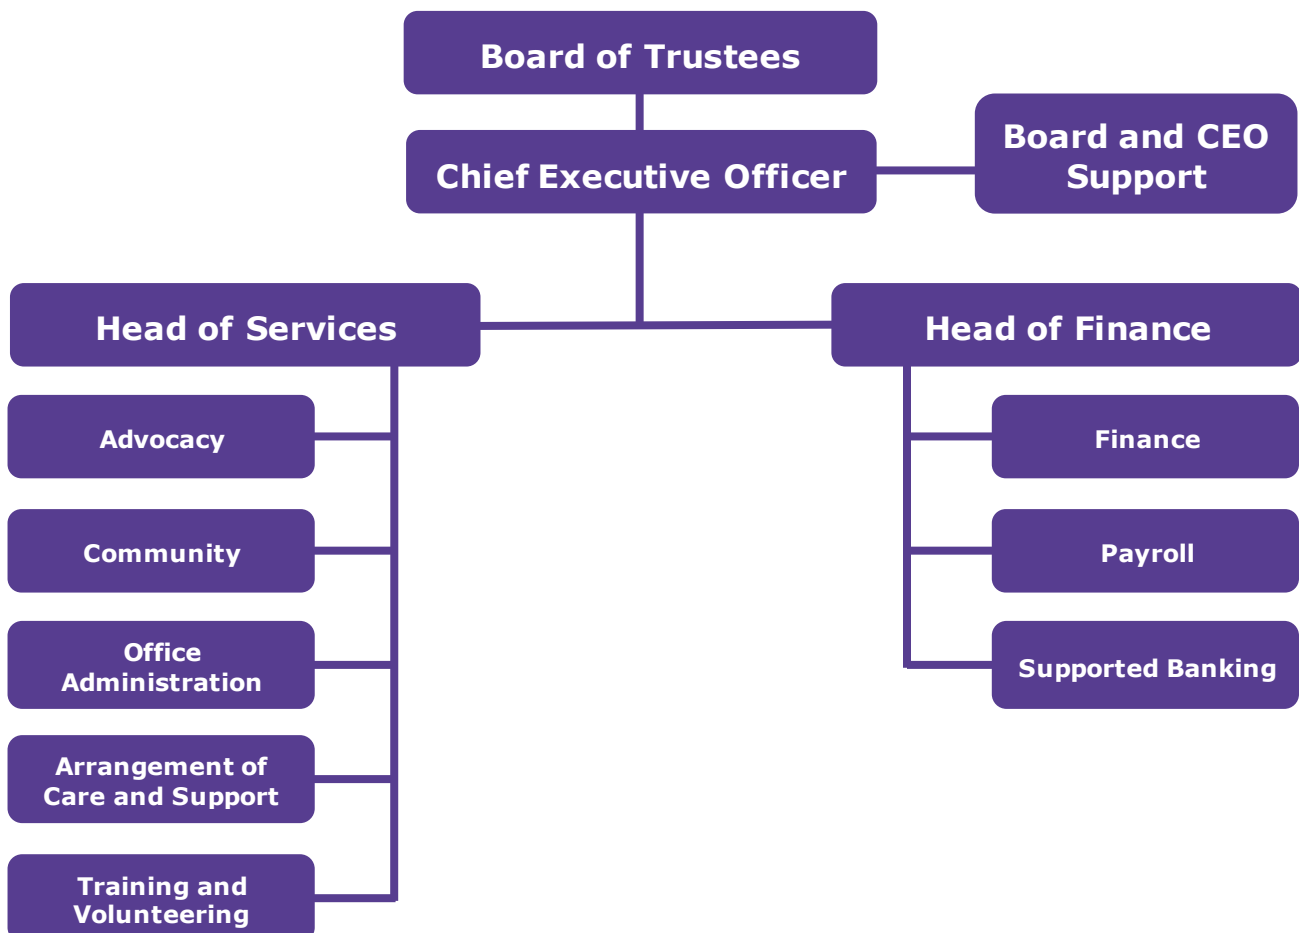 Board of Trustees
Chief Executive Officer
Board and CEO
Support
Head of Services
Head of Finance
Advocacy
Community
Office
Administration
Arrangement of
Care and Support
Training and
Volunteering
Finance
Payroll
Supported Banking